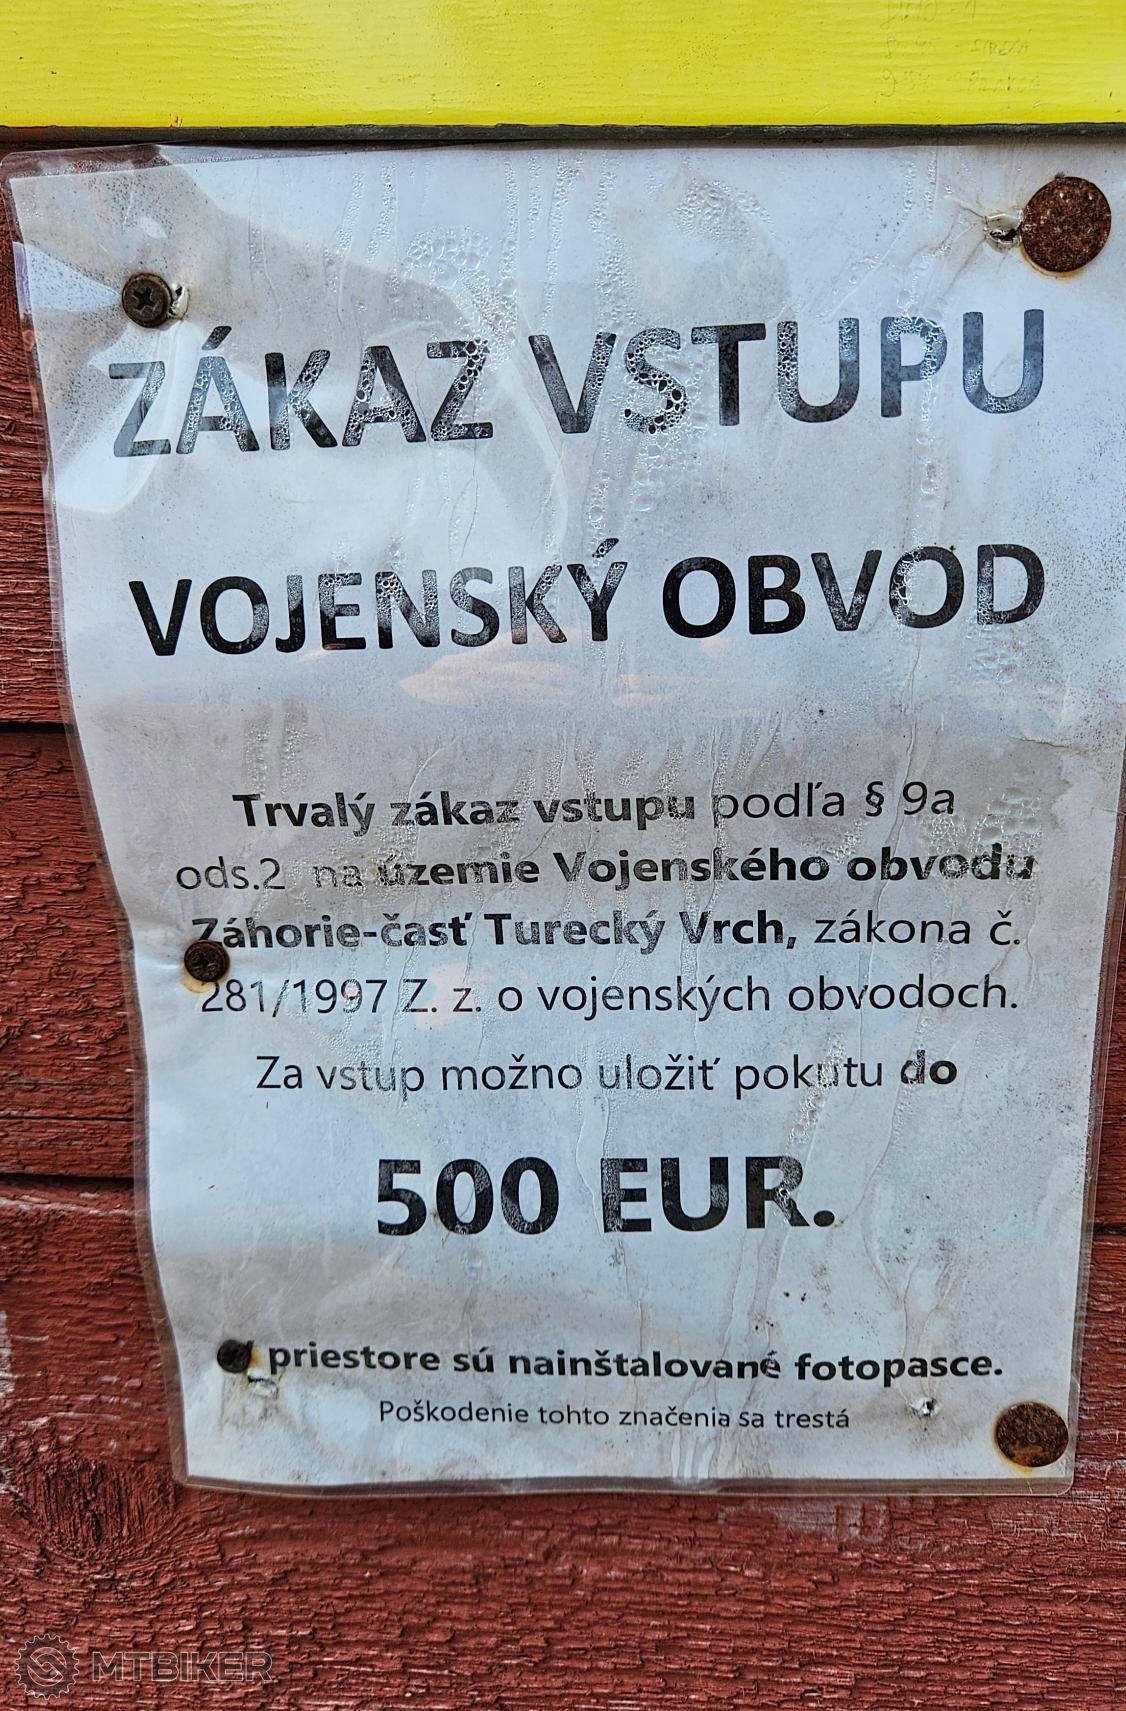 ZÁKAZ VSTUPU
VOJENSKÝ OBVOD
Trvalý zákaz vstupu podľa § 9a
ods.2 na územie Vojenského obvodu
Záhorie-časť Turecký Vrch, zákona č.
281/1997 Z. z. o vojenských obvodoch.
Za vstup možno uložiť pokutu do
500 EUR.
priestore sú nainštalované fotopasce.
Poškodenie tohto značenia sa trestá
MTBIKER